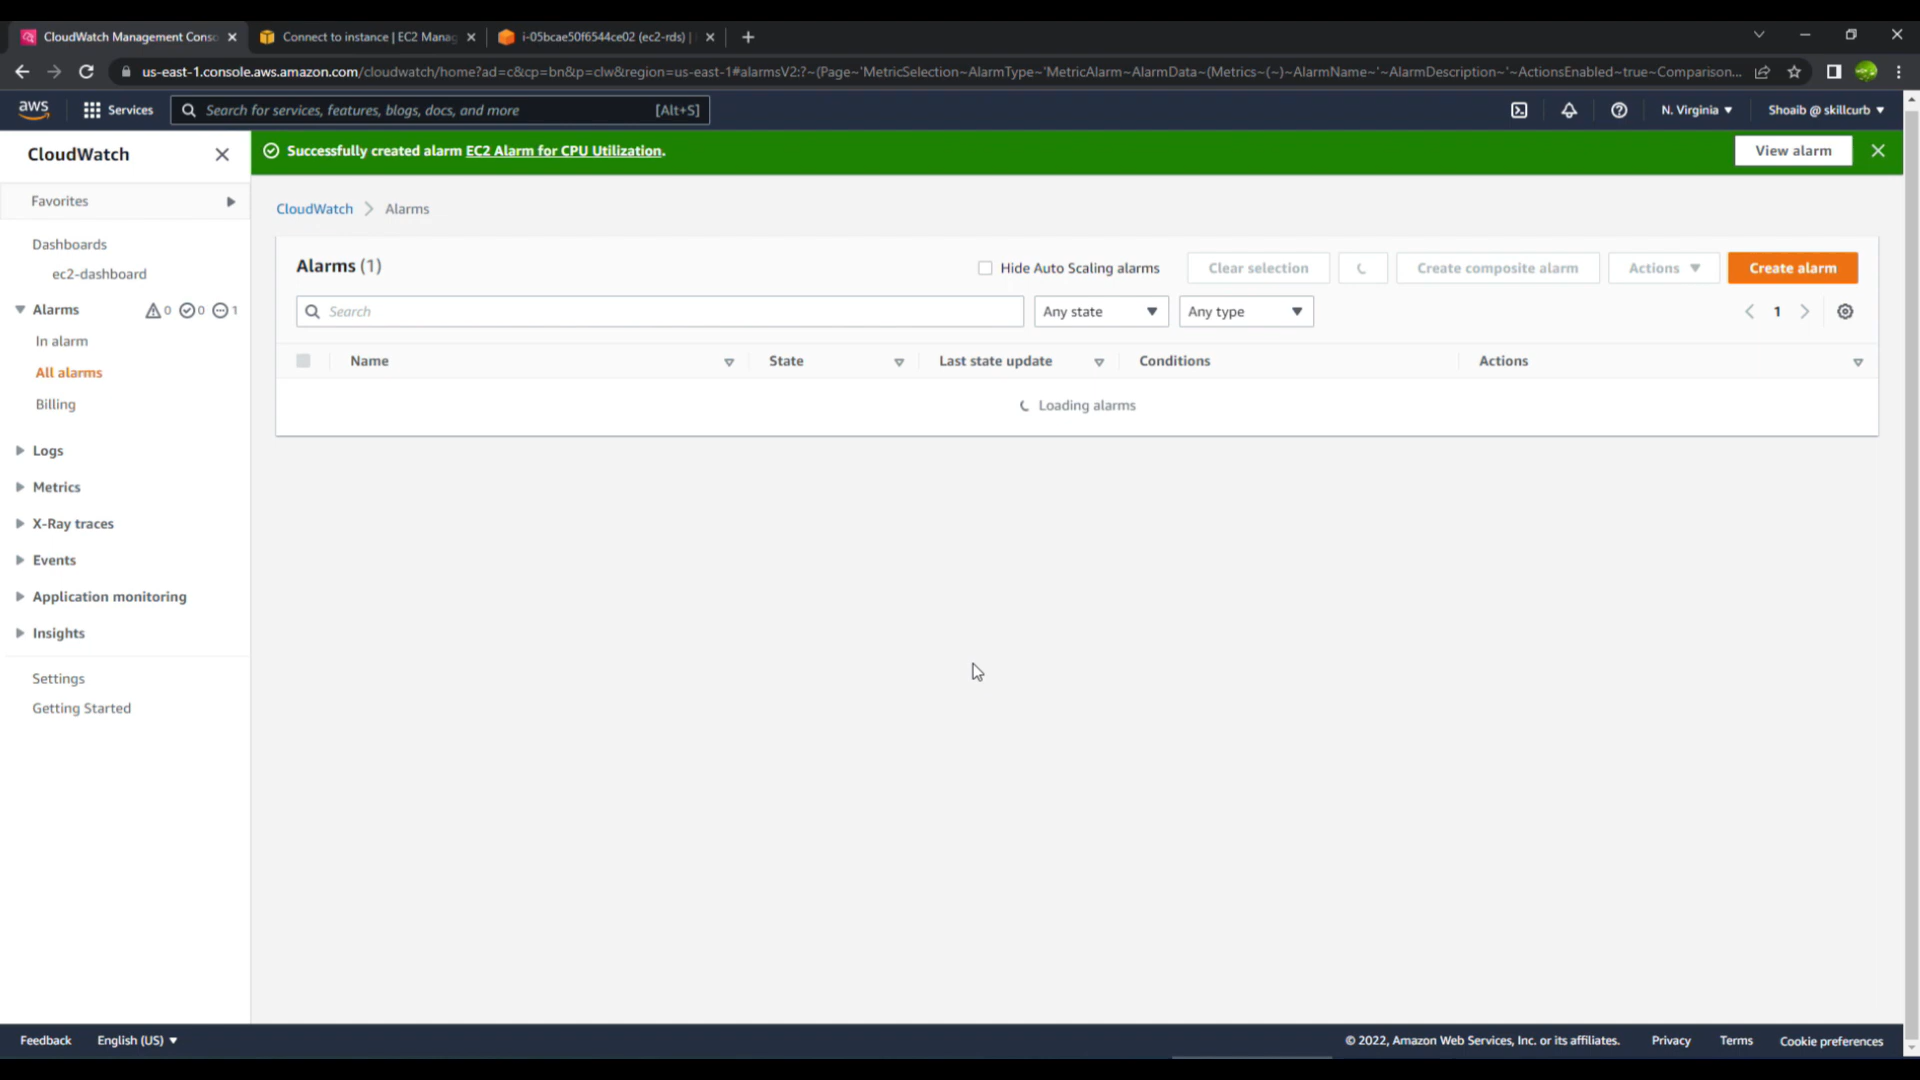 CloudWatch Management Conso
Connect to instance | EC2 Manag
i-05bcae50f6544ce02 (ec2-rds) |
us-east-1.console.aws.amazon.com/cloudwatch/home?ad=c&cp=bn&p=clw&region=us-east-1#alarmsV2:?~(Page~'MetricSelection~AlarmType~'MetricAlarm~AlarmData~(Metrics~(~)~AlarmName~'~AlarmDescription~'~ActionsEnabled~true~Comparison...
aws
Services
Search for services, features, blogs, docs, and more
[Alt+S]
N. Virginia
Shoaib @ skillcurb
CloudWatch
Favorites
Dashboards
ec2-dashboard
Alarms
0
0
1
In alarm
All alarms
Billing
Logs
Metrics
X-Ray traces
Events
Application monitoring
Insights
Settings
Getting Started
Successfully created alarm EC2 Alarm for CPU Utilization.
View alarm
CloudWatch
Alarms
Alarms (1)
Hide Auto Scaling alarms
Clear selection
Create composite alarm
Actions
Create alarm
Search
Any state
Any type
1
Name
State
Last state update
Conditions
Actions
Loading alarms
Feedback
English (US)
© 2022, Amazon Web Services, Inc. or its affiliates.
Privacy
Terms
Cookie preferences